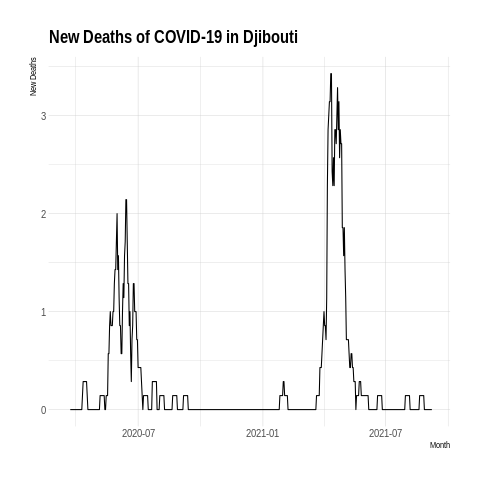 New Deaths of COVID-19 in Djibouti
New Deaths
3
2
1
0
2020-07
2021-01
2021-07
Month